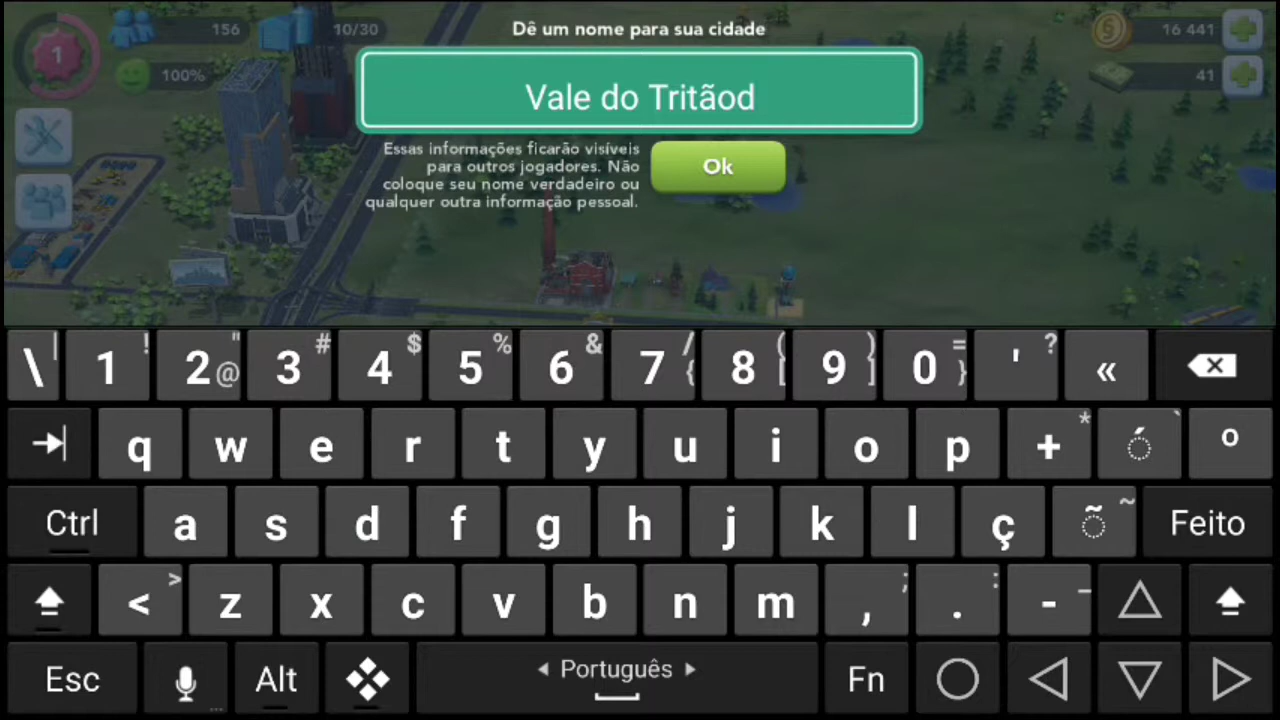 1
156
10/30
Dê um nome para sua cidade
16 441
100%
Vale do Tritãod
41
Essas informações ficarão visíveis
para outros jogadores. Não
coloque seu nome verdadeiro ou
qualquer outra informação pessoal.
Ok
\ | 1 ! 2 " @ 3 # 4 $ 5 % 6 & 7 / { 8 ( [ 9 ) ] 0 = } ' ? «
q w e r t y u i o p + * ´ ` º
Ctrl a s d f g h j k l ç ~ ~ Feito
< > z x c v b n m , ; . : - _
Esc ... Alt Português Fn